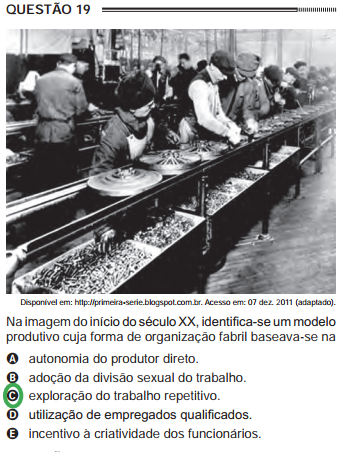 QUESTÃO 19
Disponível em: http://primeira-serie.blogspot.com.br. Acesso em: 07 dez. 2011 (adaptado).
Na imagem do início do século XX, identifica-se um modelo
produtivo cuja forma de organização fabril baseava-se na
A autonomia do produtor direto.
B adoção da divisão sexual do trabalho.
C exploração do trabalho repetitivo.
D utilização de empregados qualificados.
E incentivo à criatividade dos funcionários.